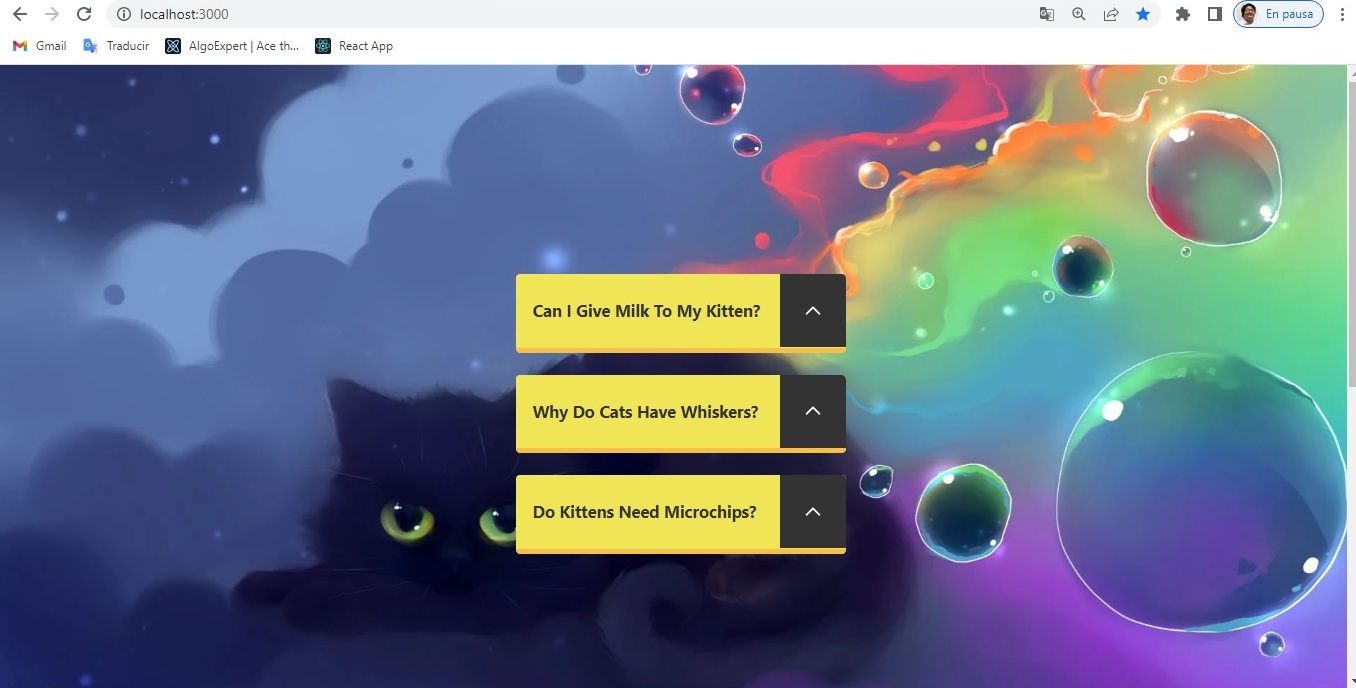 localhost:3000
En pausa
Gmail
Traducir
AlgoExpert | Ace th...
React App
Can I Give Milk To My Kitten?
Why Do Cats Have Whiskers?
Do Kittens Need Microchips?